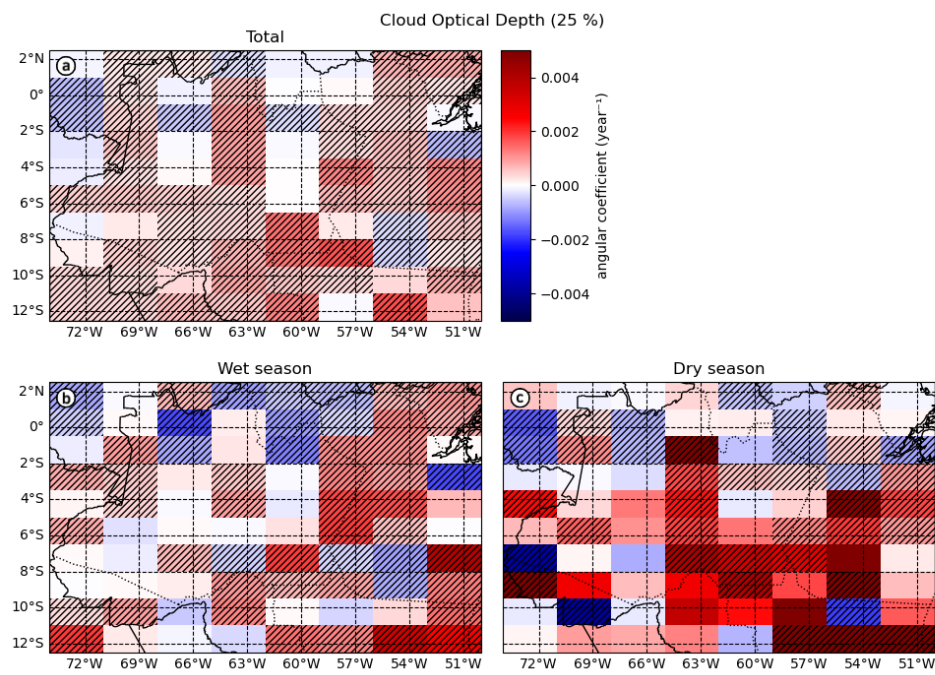 Cloud Optical Depth (25 %)
Total
a
2°N
0°
2°S
4°S
6°S
8°S
10°S
12°S
72°W 69°W 66°W 63°W 60°W 57°W 54°W 51°W
0.004
0.002
0.000
−0.002
−0.004
angular coefficient (year⁻¹)
Wet season
b
2°N
0°
2°S
4°S
6°S
8°S
10°S
12°S
72°W 69°W 66°W 63°W 60°W 57°W 54°W 51°W
Dry season
c
72°W 69°W 66°W 63°W 60°W 57°W 54°W 51°W